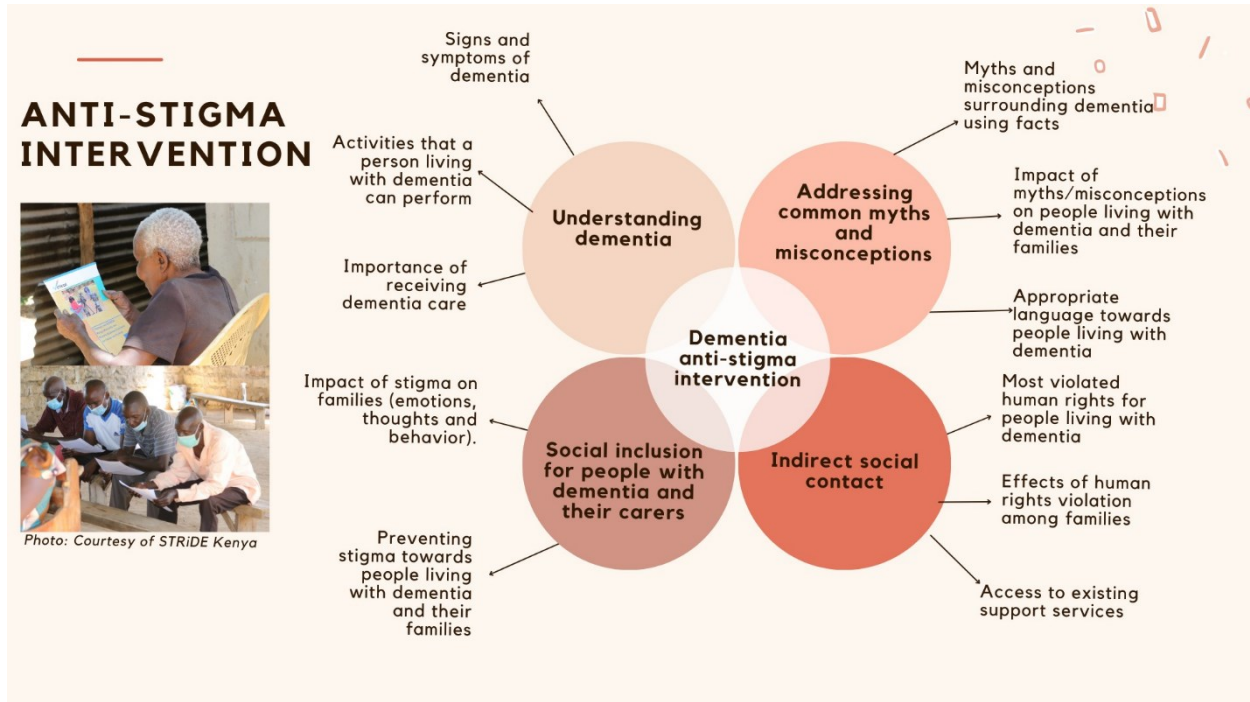 ANTI-STIGMA
INTERVENTION
Photo: Courtesy of STRiDE Kenya
Signs and
symptoms of
dementia
Activities that a
person living
with dementia
can perform
Importance of
receiving
dementia care
Understanding
dementia
Addressing
common myths
and
misconceptions
Myths and
misconceptions
surrounding dementia
using facts
Impact of
myths/misconceptions
on people living with
dementia and their
families
Appropriate
language towards
people living with
dementia
Dementia
anti-stigma
intervention
Impact of stigma on
families (emotions,
thoughts and
behavior).
Preventing
stigma towards
people living
with dementia
and their
families
Social inclusion
for people with
dementia and
their carers
Indirect social
contact
Most violated
human rights for
people living with
dementia
Effects of human
rights violation
among families
Access to existing
support services